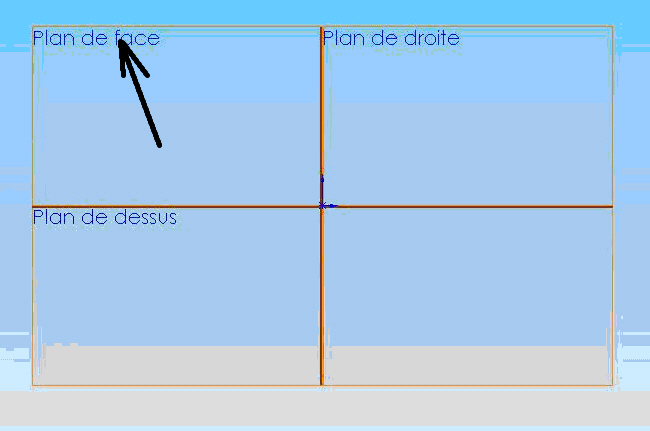 Plan de face
Plan de droite
Plan de dessus